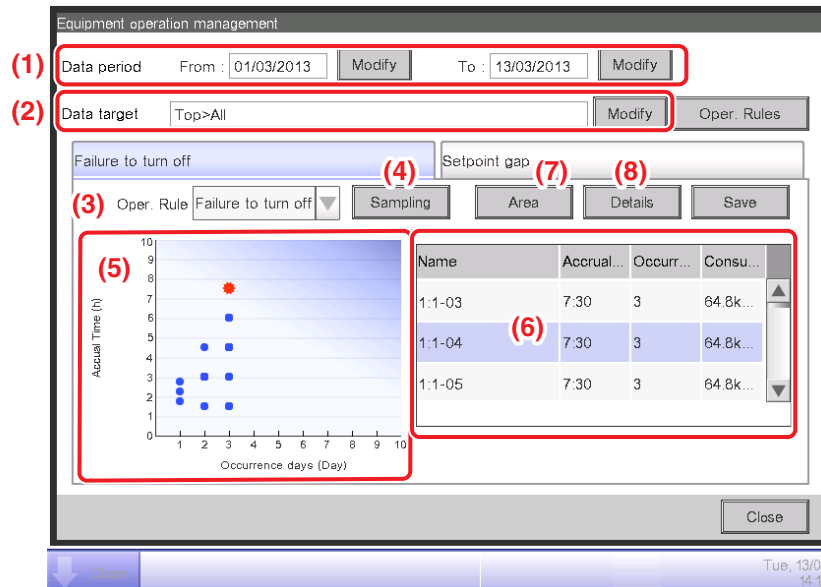 Equipment operation management
(1) Data period From : 01/03/2013 Modify To : 13/03/2013 Modify
(2) Data target Top>All Modify Oper. Rules
Failure to turn off Setpoint gap
(4) (7) (8)
(3) Oper. Rule Failure to turn off Sampling Area Details Save
(5)
Accual Time (h)
10
9
8
7
6
5
4
3
2
1
0
1 2 3 4 5 6 7 8 9 10
Occurrence days (Day)
Name Accrual... Occurr... Consu...
1:1-03 7:30 3 64.8k...
(6)
1:1-04 7:30 3 64.8k...
1:1-05 7:30 3 64.8k...
Close
Close
Tue, 13/0
14:1